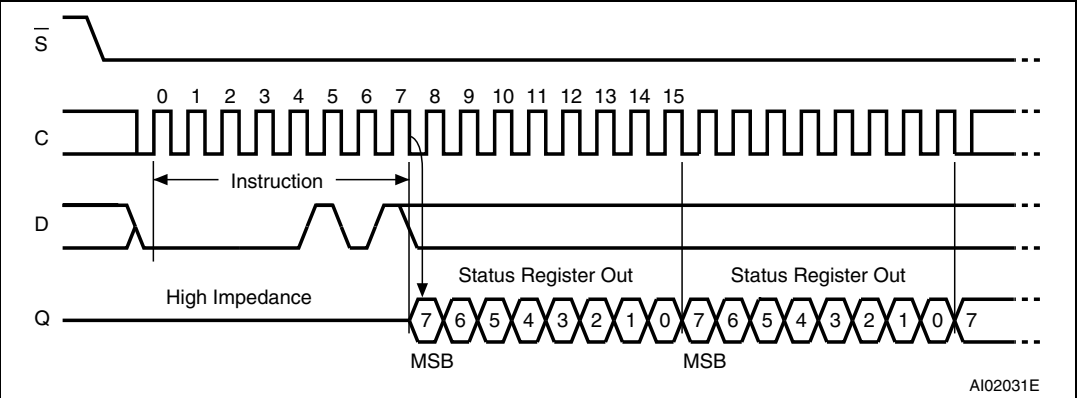 S
0 1 2 3 4 5 6 7 8 9 10 11 12 13 14 15
C
Instruction
D
Status Register Out Status Register Out
High Impedance
Q 7 6 5 4 3 2 1 0 7 6 5 4 3 2 1 0 7
MSB MSB
AI02031E